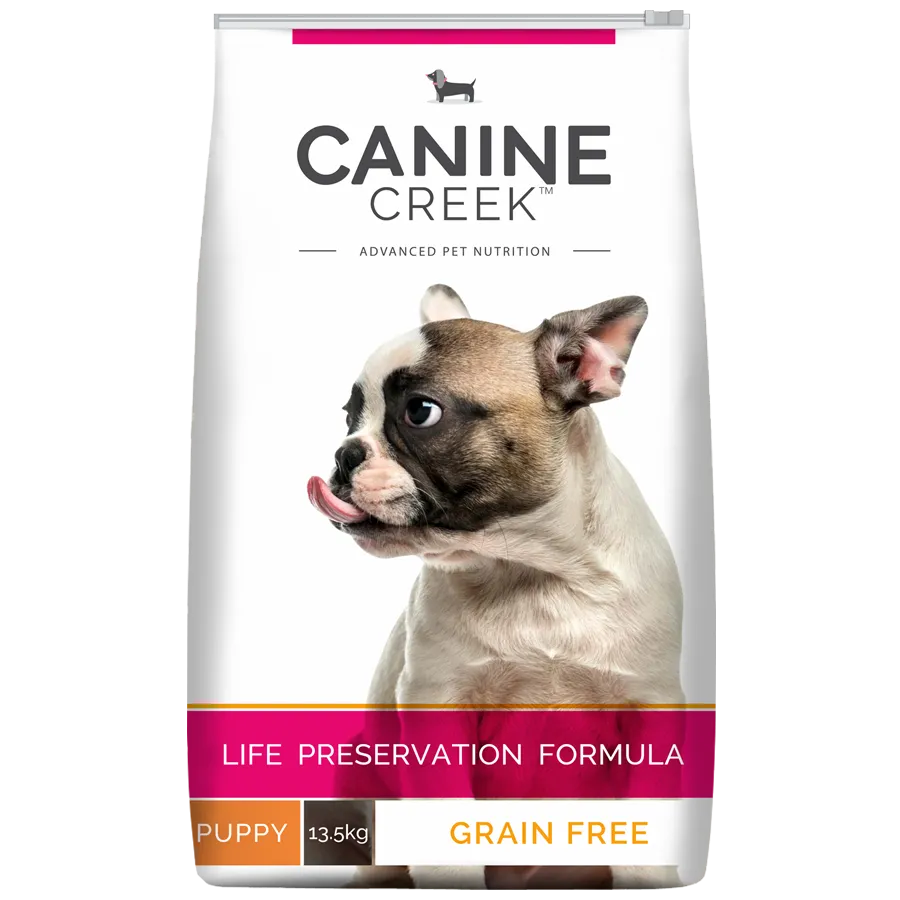 CANINE
CREEK™
ADVANCED PET NUTRITION
LIFE PRESERVATION FORMULA
PUPPY 13.5kg GRAIN FREE